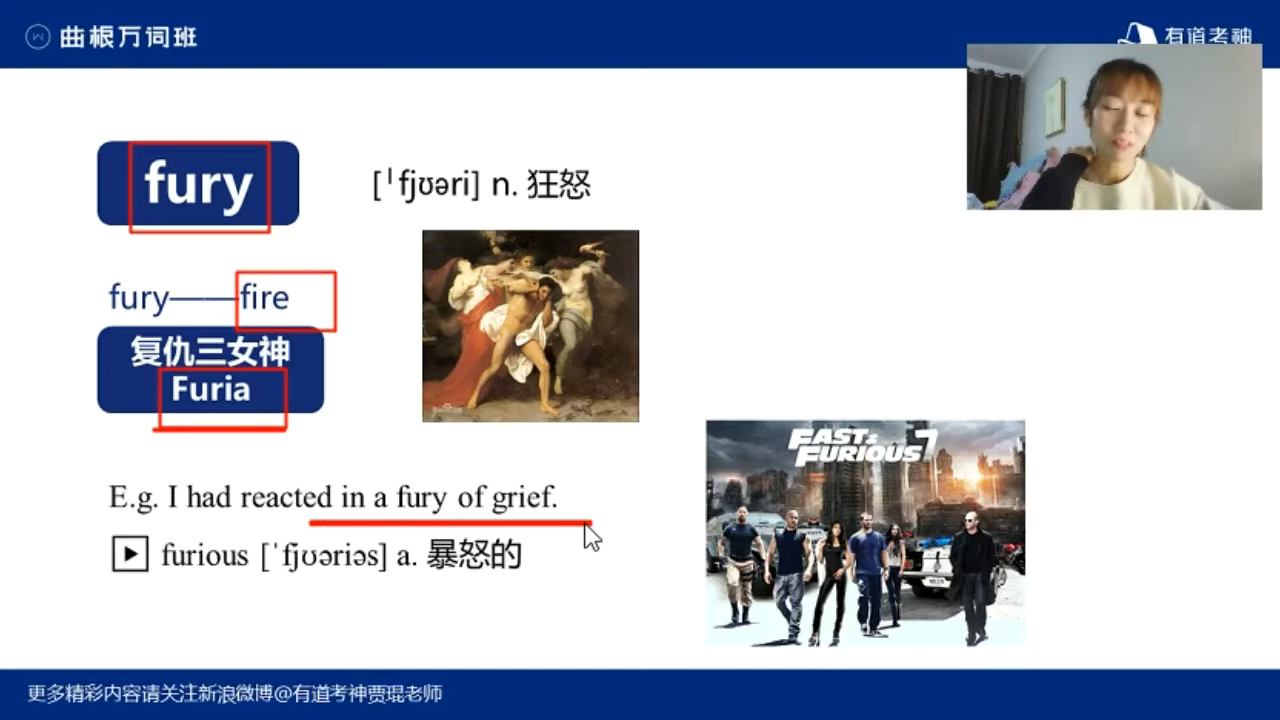 曲根万词班
有道考神
fury
[ˈfjʊəri] n. 狂怒
fury——fire
复仇三女神
Furia
FAST &
FURIOUS 7
E.g. I had reacted in a fury of grief.
furious [ˈfjʊəriəs] a. 暴怒的
更多精彩内容请关注新浪微博@有道考神贾琨老师